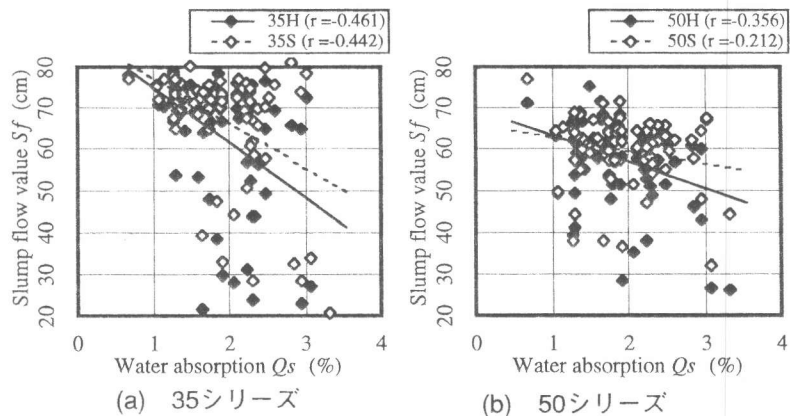 35H (r =-0.461)
35S (r =-0.442)
80
70
60
50
40
30
20
Slump flow value Sf (cm)
0 1 2 3 4
Water absorption Qs (%)
(a) 35シリーズ
50H (r =-0.356)
50S (r =-0.212)
80
70
60
50
40
30
20
Slump flow value Sf (cm)
0 1 2 3 4
Water absorption Qs (%)
(b) 50シリーズ